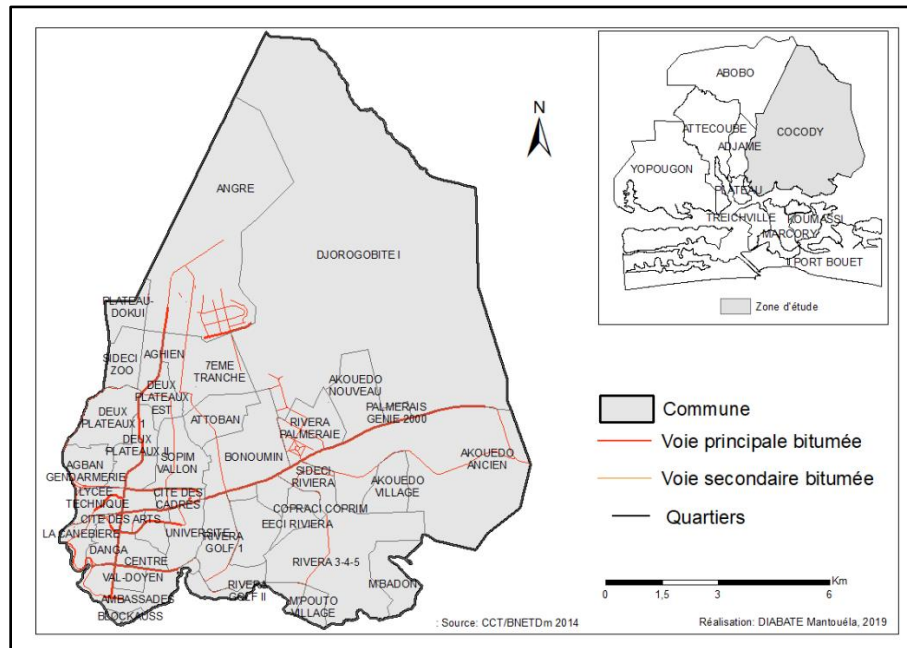 N
ANGRE
DJOROGOBITE I
PLATEAU-
DOKUI
SIDECI
ZOO
AGHIEN
7EME
TRANCHE
DEUX
PLATEAUX
EST
AKOUEDO
NOUVEAU
DEUX
PLATEAUX 1
ATTOBAN
RIVERA
PALMERAIE
PALMERAIS
GENIE 2000
DEUX
PLATEAUX II
SOPIM
VALLON
BONOUMIN
AKOUEDO
ANCIEN
AGBAN
GENDARMERIE
SIDECI
RIVIERA
AKOUEDO
VILLAGE
LYCEE
TECHNIQUE
CITE DES
CADRES
COPRACI COPRIM
CITE DES ARTS
LA CANEBIERE
UNIVERSITE
RIVERA
GOLF 1
EECI RIVIERA
DANGA
CENTRE
RIVERA 3-4-5
VAL-DOYEN
RIVERA
GOLF II
M'BADON
AMBASSADES
M'POUTO
VILLAGE
BLOCKAUSS
ABOBO
ATTECOUBE
ADJAME
COCODY
YOPOUGON
PLATEAU
TREICHVILLE
KOUMASSI
MARCORY
PORT BOUET
Zone d'étude
Commune
Voie principale bitumée
Voie secondaire bitumée
Quartiers
Km
0 1,5 3 6
: Source: CCT/BNETDm 2014
Réalisation: DIABATE Mantouéla, 2019